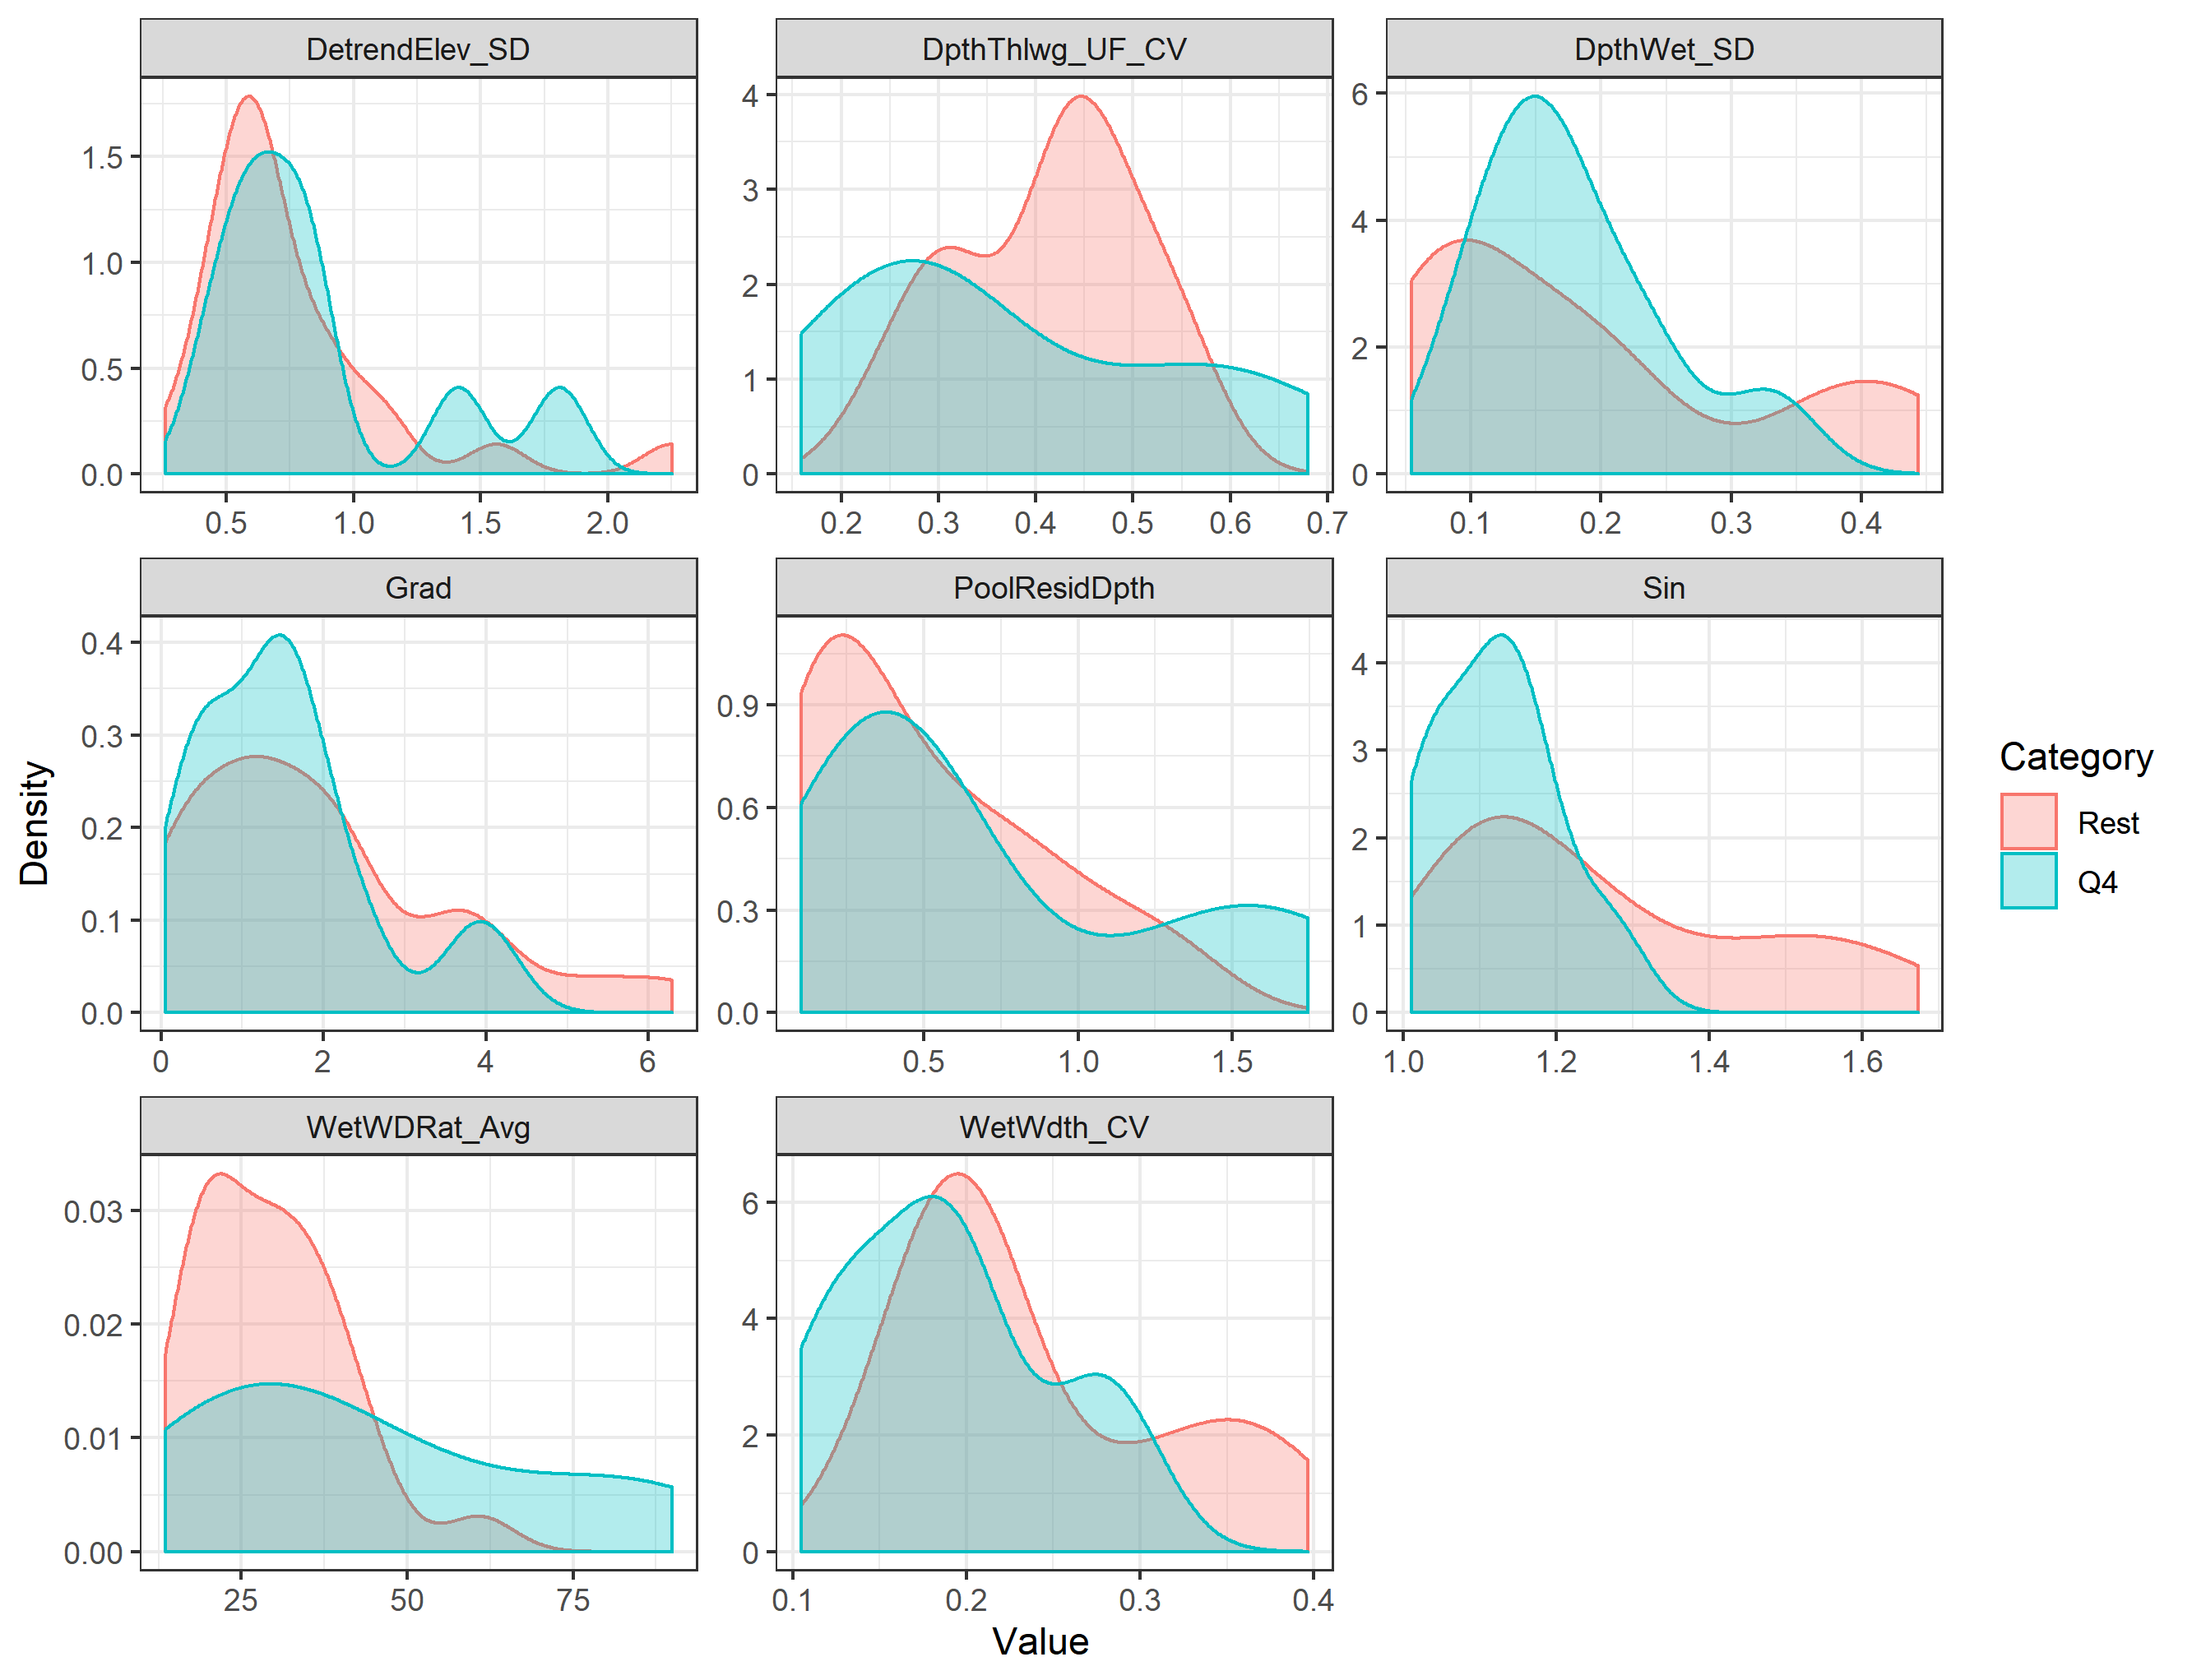 DetrendElev_SD DpthThlwg_UF_CV DpthWet_SD
1.5
1.0
0.5
0.0
0.5 1.0 1.5 2.0
4
3
2
1
0
0.2 0.3 0.4 0.5 0.6 0.7
6
4
2
0
0.1 0.2 0.3 0.4
Grad PoolResidDpth Sin
0.4
0.3
0.2
0.1
0.0
0 2 4 6
0.9
0.6
0.3
0.0
0.5 1.0 1.5
4
3
2
1
0
1.0 1.2 1.4 1.6
WetWDRat_Avg WetWdth_CV
0.03
0.02
0.01
0.00
25 50 75
6
4
2
0
0.1 0.2 0.3 0.4
Density
Value
Category
Rest
Q4